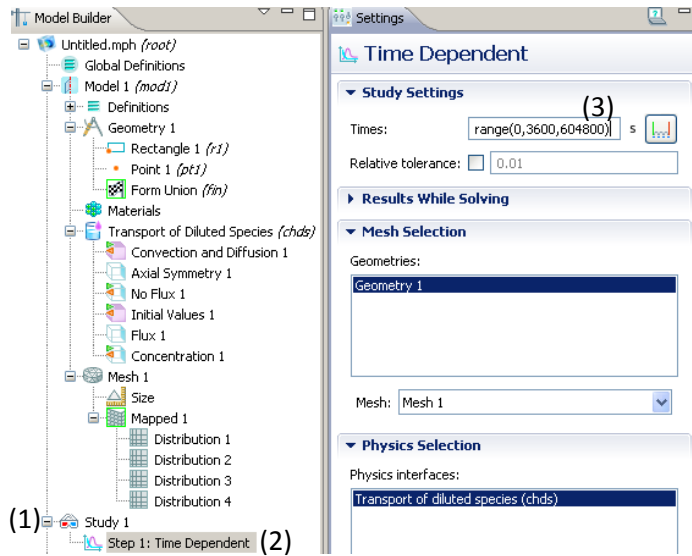 Model Builder
Untitled.mph (root)
Global Definitions
Model 1 (mod1)
Definitions
Geometry 1
Rectangle 1 (r1)
Point 1 (pt1)
Form Union (fin)
Materials
Transport of Diluted Species (chds)
Convection and Diffusion 1
Axial Symmetry 1
No Flux 1
Initial Values 1
Flux 1
Concentration 1
Mesh 1
Size
Mapped 1
Distribution 1
Distribution 2
Distribution 3
Distribution 4
(1) Study 1
Step 1: Time Dependent (2)
Settings
Time Dependent
Study Settings
(3)
Times: range(0,3600,604800) s
Relative tolerance: 0.01
Results While Solving
Mesh Selection
Geometries:
Geometry 1
Mesh: Mesh 1
Physics Selection
Physics interfaces:
Transport of diluted species (chds)